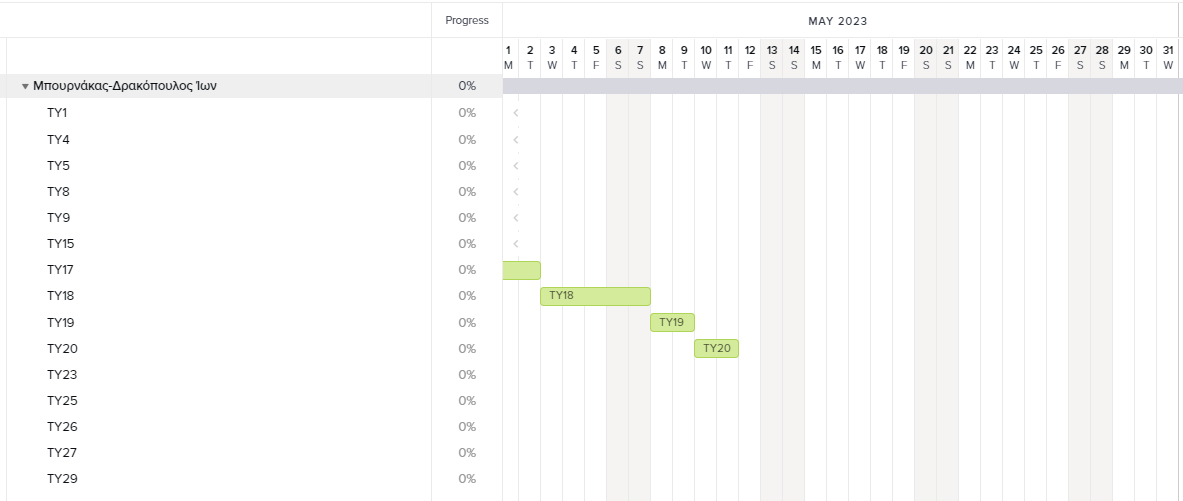 Progress
MAY 2023
1 2 3 4 5 6 7 8 9 10 11 12 13 14 15 16 17 18 19 20 21 22 23 24 25 26 27 28 29 30 31
M T W T F S S M T W T F S S M T W T F S S M T W T F S S M T W
Μπουρνάκας-Δρακόπουλος Ίων 0%
TY1 0%
TY4 0%
TY5 0%
TY8 0%
TY9 0%
TY15 0%
TY17 0%
TY18 0% TY18
TY19 0% TY19
TY20 0% TY20
TY23 0%
TY25 0%
TY26 0%
TY27 0%
TY29 0%